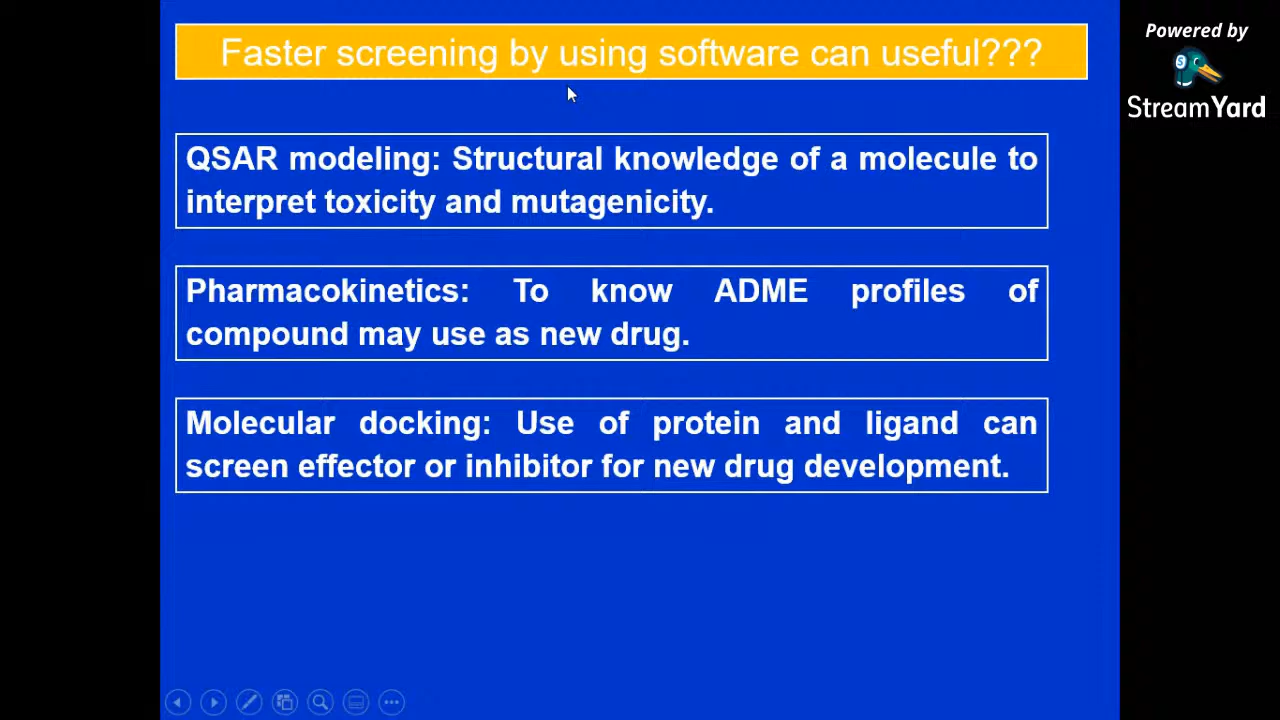 Faster screening by using software can useful???
Powered by
StreamYard
QSAR modeling: Structural knowledge of a molecule to
interpret toxicity and mutagenicity.
Pharmacokinetics: To know ADME profiles of
compound may use as new drug.
Molecular docking: Use of protein and ligand can
screen effector or inhibitor for new drug development.